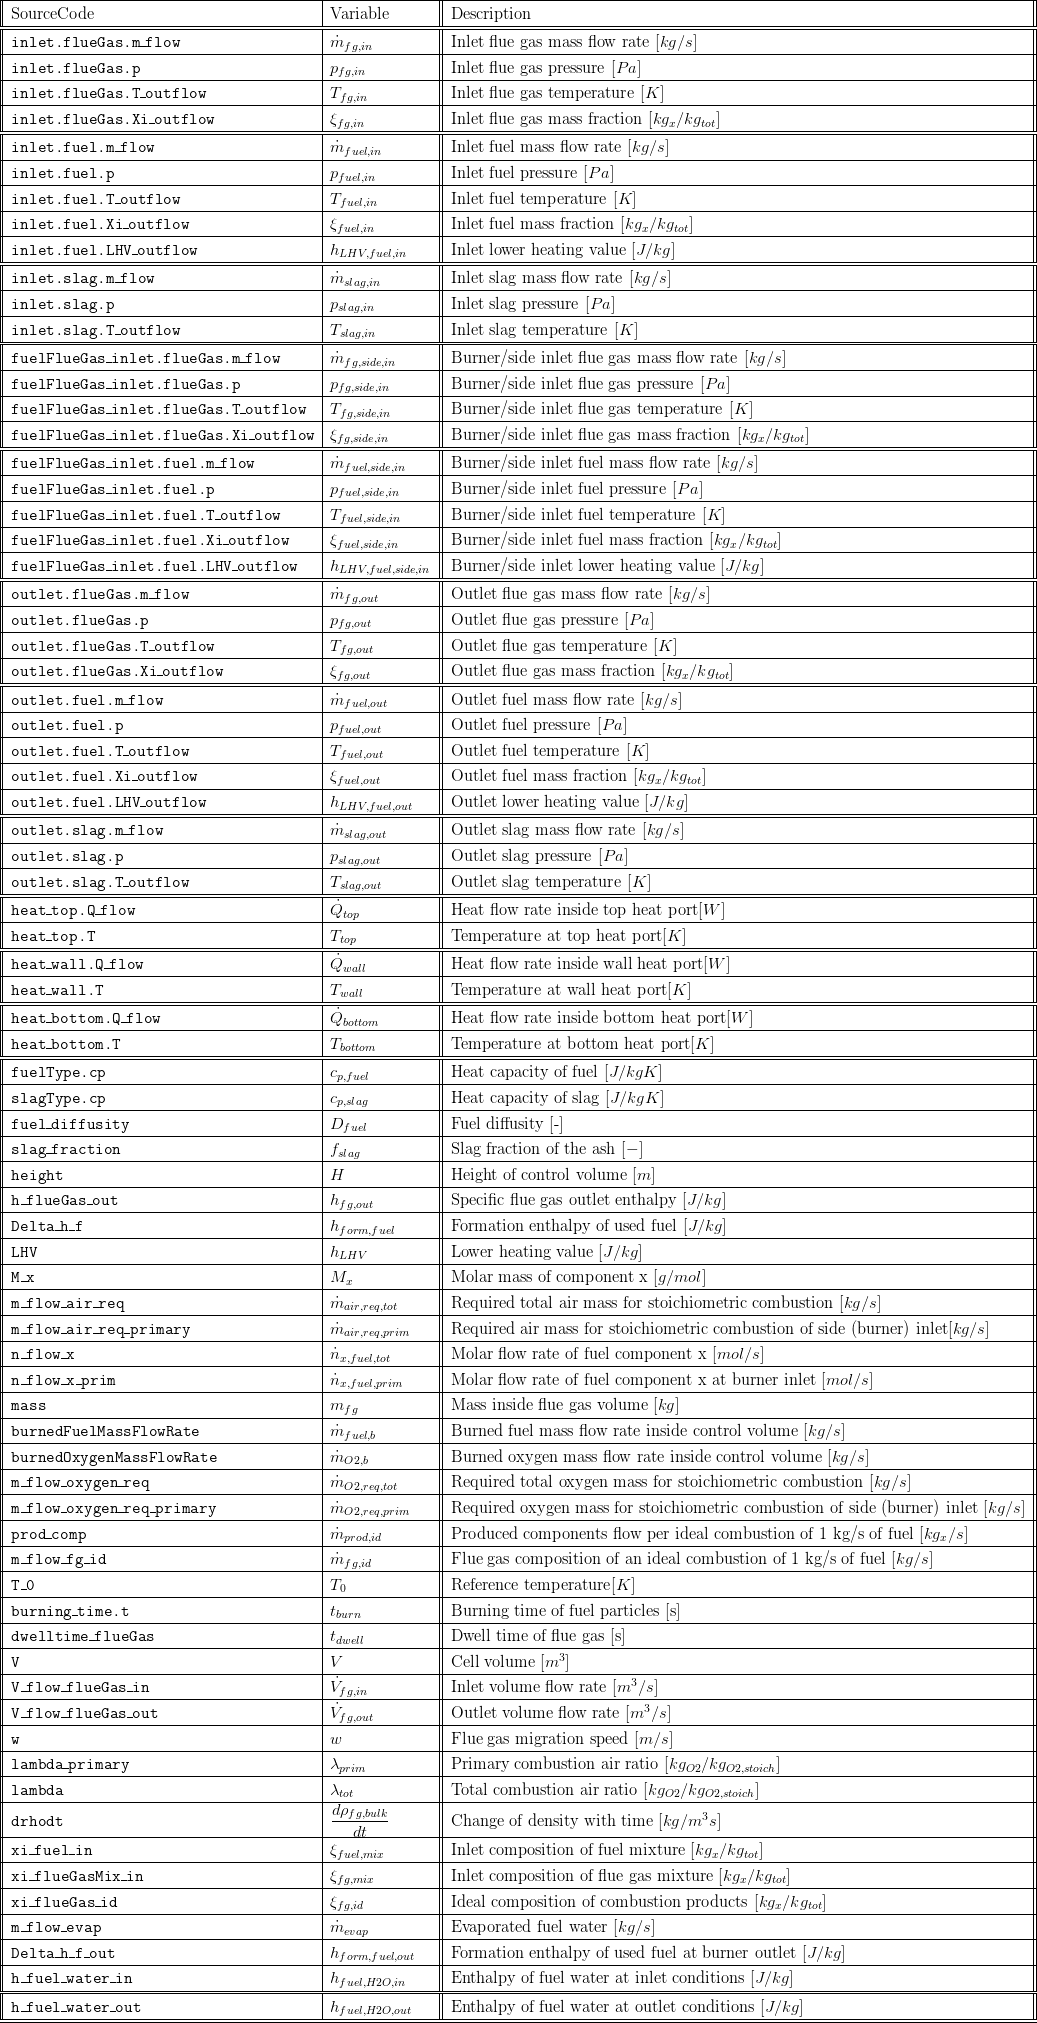 SourceCode Variable Description
inlet.flueGas.m_flow ṁ_{fg,in} Inlet flue gas mass flow rate [kg/s]
inlet.flueGas.p p_{fg,in} Inlet flue gas pressure [Pa]
inlet.flueGas.T_outflow T_{fg,in} Inlet flue gas temperature [K]
inlet.flueGas.Xi_outflow ξ_{fg,in} Inlet flue gas mass fraction [kg_x/kg_{tot}]
inlet.fuel.m_flow ṁ_{fuel,in} Inlet fuel mass flow rate [kg/s]
inlet.fuel.p p_{fuel,in} Inlet fuel pressure [Pa]
inlet.fuel.T_outflow T_{fuel,in} Inlet fuel temperature [K]
inlet.fuel.Xi_outflow ξ_{fuel,in} Inlet fuel mass fraction [kg_x/kg_{tot}]
inlet.fuel.LHV_outflow h_{LHV,fuel,in} Inlet lower heating value [J/kg]
inlet.slag.m_flow ṁ_{slag,in} Inlet slag mass flow rate [kg/s]
inlet.slag.p p_{slag,in} Inlet slag pressure [Pa]
inlet.slag.T_outflow T_{slag,in} Inlet slag temperature [K]
fuelFlueGas_inlet.flueGas.m_flow ṁ_{fg,side,in} Burner/side inlet flue gas mass flow rate [kg/s]
fuelFlueGas_inlet.flueGas.p p_{fg,side,in} Burner/side inlet flue gas pressure [Pa]
fuelFlueGas_inlet.flueGas.T_outflow T_{fg,side,in} Burner/side inlet flue gas temperature [K]
fuelFlueGas_inlet.flueGas.Xi_outflow ξ_{fg,side,in} Burner/side inlet flue gas mass fraction [kg_x/kg_{tot}]
fuelFlueGas_inlet.fuel.m_flow ṁ_{fuel,side,in} Burner/side inlet fuel mass flow rate [kg/s]
fuelFlueGas_inlet.fuel.p p_{fuel,side,in} Burner/side inlet fuel pressure [Pa]
fuelFlueGas_inlet.fuel.T_outflow T_{fuel,side,in} Burner/side inlet fuel temperature [K]
fuelFlueGas_inlet.fuel.Xi_outflow ξ_{fuel,side,in} Burner/side inlet fuel mass fraction [kg_x/kg_{tot}]
fuelFlueGas_inlet.fuel.LHV_outflow h_{LHV,fuel,side,in} Burner/side inlet lower heating value [J/kg]
outlet.flueGas.m_flow ṁ_{fg,out} Outlet flue gas mass flow rate [kg/s]
outlet.flueGas.p p_{fg,out} Outlet flue gas pressure [Pa]
outlet.flueGas.T_outflow T_{fg,out} Outlet flue gas temperature [K]
outlet.flueGas.Xi_outflow ξ_{fg,out} Outlet flue gas mass fraction [kg_x/kg_{tot}]
outlet.fuel.m_flow ṁ_{fuel,out} Outlet fuel mass flow rate [kg/s]
outlet.fuel.p p_{fuel,out} Outlet fuel pressure [Pa]
outlet.fuel.T_outflow T_{fuel,out} Outlet fuel temperature [K]
outlet.fuel.Xi_outflow ξ_{fuel,out} Outlet fuel mass fraction [kg_x/kg_{tot}]
outlet.fuel.LHV_outflow h_{LHV,fuel,out} Outlet lower heating value [J/kg]
outlet.slag.m_flow ṁ_{slag,out} Outlet slag mass flow rate [kg/s]
outlet.slag.p p_{slag,out} Outlet slag pressure [Pa]
outlet.slag.T_outflow T_{slag,out} Outlet slag temperature [K]
heat_top.Q_flow Q̇_{top} Heat flow rate inside top heat port[W]
heat_top.T T_{top} Temperature at top heat port[K]
heat_wall.Q_flow Q̇_{wall} Heat flow rate inside wall heat port[W]
heat_wall.T T_{wall} Temperature at wall heat port[K]
heat_bottom.Q_flow Q̇_{bottom} Heat flow rate inside bottom heat port[W]
heat_bottom.T T_{bottom} Temperature at bottom heat port[K]
fuelType.cp c_{p,fuel} Heat capacity of fuel [J/kgK]
slagType.cp c_{p,slag} Heat capacity of slag [J/kgK]
fuel_diffusity D_{fuel} Fuel diffusity [-]
slag_fraction f_{slag} Slag fraction of the ash [−]
height H Height of control volume [m]
h_flueGas_out h_{fg,out} Specific flue gas outlet enthalpy [J/kg]
Delta_h_f h_{form,fuel} Formation enthalpy of used fuel [J/kg]
LHV h_{LHV} Lower heating value [J/kg]
M_x M_x Molar mass of component x [g/mol]
m_flow_air_req ṁ_{air,req,tot} Required total air mass for stoichiometric combustion [kg/s]
m_flow_air_req_primary ṁ_{air,req,prim} Required air mass for stoichiometric combustion of side (burner) inlet[kg/s]
n_flow_x ṅ_{x,fuel,tot} Molar flow rate of fuel component x [mol/s]
n_flow_x_prim ṅ_{x,fuel,prim} Molar flow rate of fuel component x at burner inlet [mol/s]
mass m_{fg} Mass inside flue gas volume [kg]
burnedFuelMassFlowRate ṁ_{fuel,b} Burned fuel mass flow rate inside control volume [kg/s]
burnedOxygenMassFlowRate ṁ_{O2,b} Burned oxygen mass flow rate inside control volume [kg/s]
m_flow_oxygen_req ṁ_{O2,req,tot} Required total oxygen mass for stoichiometric combustion [kg/s]
m_flow_oxygen_req_primary ṁ_{O2,req,prim} Required oxygen mass for stoichiometric combustion of side (burner) inlet [kg/s]
prod_comp ṁ_{prod,id} Produced components flow per ideal combustion of 1 kg/s of fuel [kg_x/s]
m_flow_fg_id ṁ_{fg,id} Flue gas composition of an ideal combustion of 1 kg/s of fuel [kg/s]
T_0 T_0 Reference temperature[K]
burning_time.t t_{burn} Burning time of fuel particles [s]
dwelltime_flueGas t_{dwell} Dwell time of flue gas [s]
V V Cell volume [m^3]
V_flow_flueGas_in V̇_{fg,in} Inlet volume flow rate [m^3/s]
V_flow_flueGas_out V̇_{fg,out} Outlet volume flow rate [m^3/s]
w w Flue gas migration speed [m/s]
lambda_primary λ_{prim} Primary combustion air ratio [kg_{O2}/kg_{O2,stoich}]
lambda λ_{tot} Total combustion air ratio [kg_{O2}/kg_{O2,stoich}]
drhodt dρ_{fg,bulk}/dt Change of density with time [kg/m^3s]
xi_fuel_in ξ_{fuel,mix} Inlet composition of fuel mixture [kg_x/kg_{tot}]
xi_flueGasMix_in ξ_{fg,mix} Inlet composition of flue gas mixture [kg_x/kg_{tot}]
xi_flueGas_id ξ_{fg,id} Ideal composition of combustion products [kg_x/kg_{tot}]
m_flow_evap ṁ_{evap} Evaporated fuel water [kg/s]
Delta_h_f_out h_{form,fuel,out} Formation enthalpy of used fuel at burner outlet [J/kg]
h_fuel_water_in h_{fuel,H2O,in} Enthalpy of fuel water at inlet conditions [J/kg]
h_fuel_water_out h_{fuel,H2O,out} Enthalpy of fuel water at outlet conditions [J/kg]